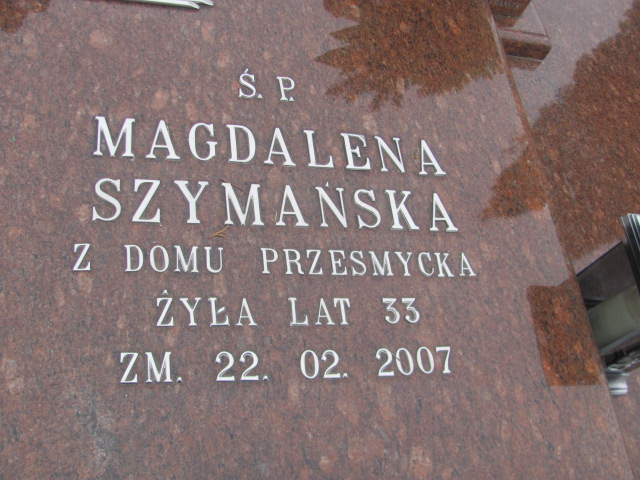 Ś. P.
MAGDALENA
SZYMAŃSKA
Z DOMU PRZESMYCKA
ŻYŁA LAT 33
ZM. 22. 02. 2007